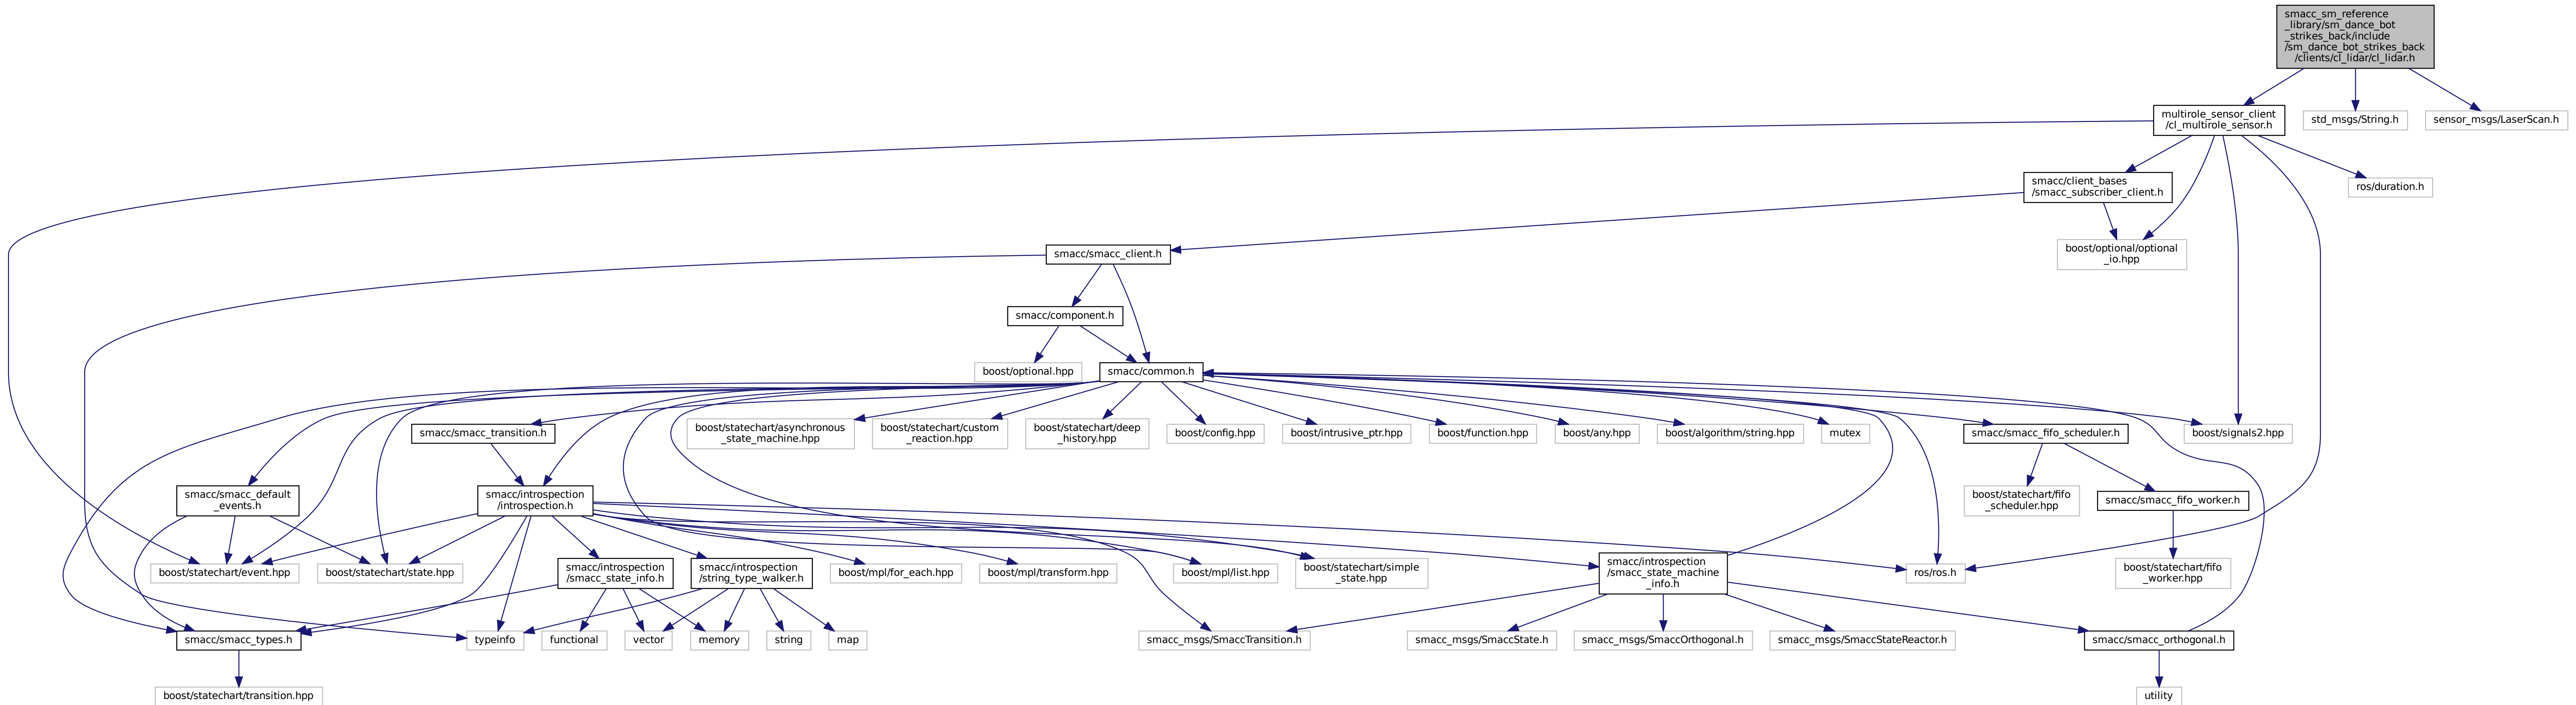 smacc_sm_reference
_library/sm_dance_bot
_strikes_back/include
/sm_dance_bot_strikes_back
/clients/cl_lidar/cl_lidar.h
multirole_sensor_client
/cl_multirole_sensor.h
std_msgs/String.h
sensor_msgs/LaserScan.h
smacc/client_bases
/smacc_subscriber_client.h
ros/duration.h
smacc/smacc_client.h
boost/optional/optional
_io.hpp
smacc/component.h
boost/optional.hpp
smacc/common.h
smacc/smacc_transition.h
boost/statechart/asynchronous
_state_machine.hpp
boost/statechart/custom
_reaction.hpp
boost/statechart/deep
_history.hpp
boost/config.hpp
boost/intrusive_ptr.hpp
boost/function.hpp
boost/any.hpp
boost/algorithm/string.hpp
mutex
smacc/smacc_fifo_scheduler.h
boost/signals2.hpp
smacc/smacc_default
_events.h
smacc/introspection
/introspection.h
boost/statechart/fifo
_scheduler.hpp
smacc/smacc_fifo_worker.h
boost/statechart/event.hpp
boost/statechart/state.hpp
smacc/introspection
/smacc_state_info.h
smacc/introspection
/string_type_walker.h
boost/mpl/for_each.hpp
boost/mpl/transform.hpp
boost/mpl/list.hpp
boost/statechart/simple
_state.hpp
smacc/introspection
/smacc_state_machine
_info.h
ros/ros.h
boost/statechart/fifo
_worker.hpp
smacc/smacc_types.h
typeinfo
functional
vector
memory
string
map
smacc_msgs/SmaccTransition.h
smacc_msgs/SmaccState.h
smacc_msgs/SmaccOrthogonal.h
smacc_msgs/SmaccStateReactor.h
smacc/smacc_orthogonal.h
boost/statechart/transition.hpp
utility